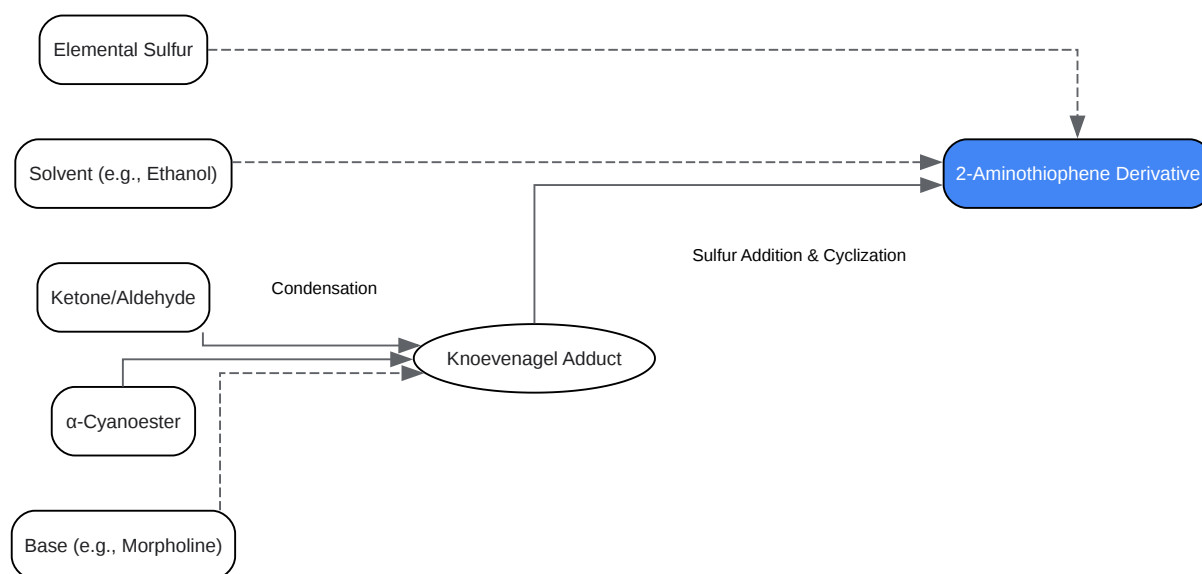 Elemental Sulfur
Solvent (e.g., Ethanol)
2-Aminothiophene Derivative
Sulfur Addition & Cyclization
Ketone/Aldehyde
Condensation
Knoevenagel Adduct
α-Cyanoester
Base (e.g., Morpholine)